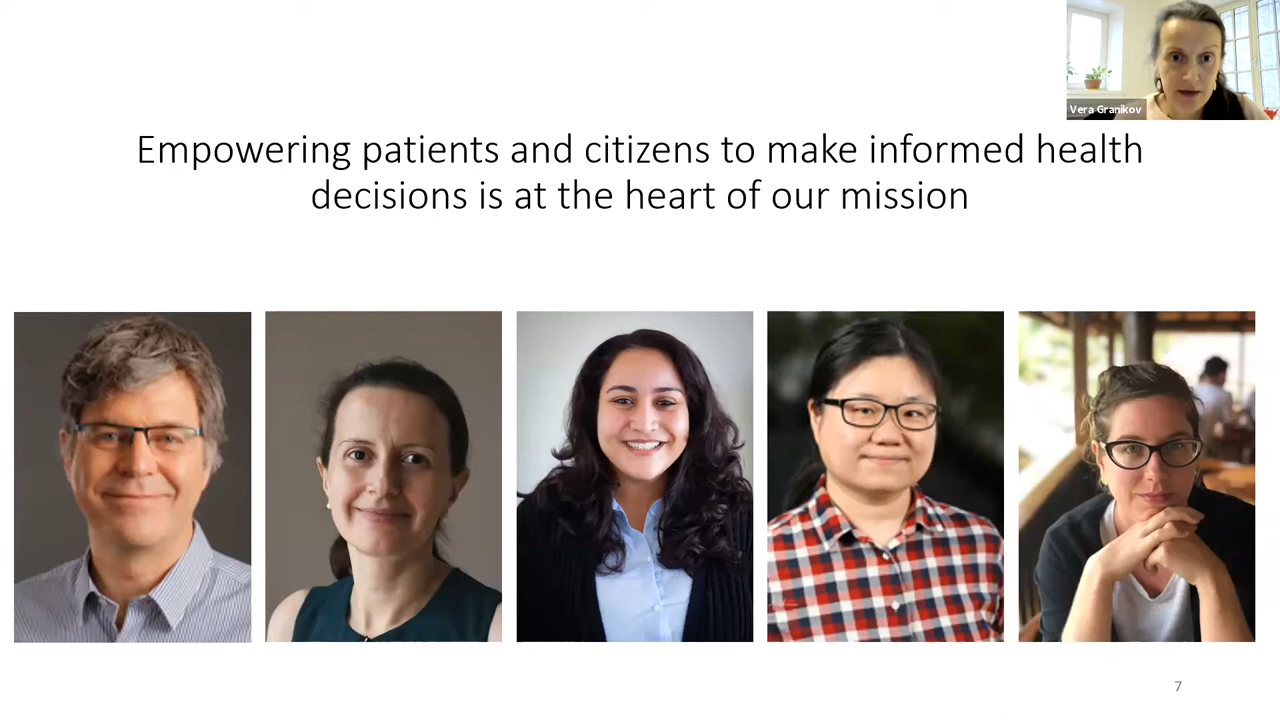 Vera Granikov
Empowering patients and citizens to make informed health
decisions is at the heart of our mission
7